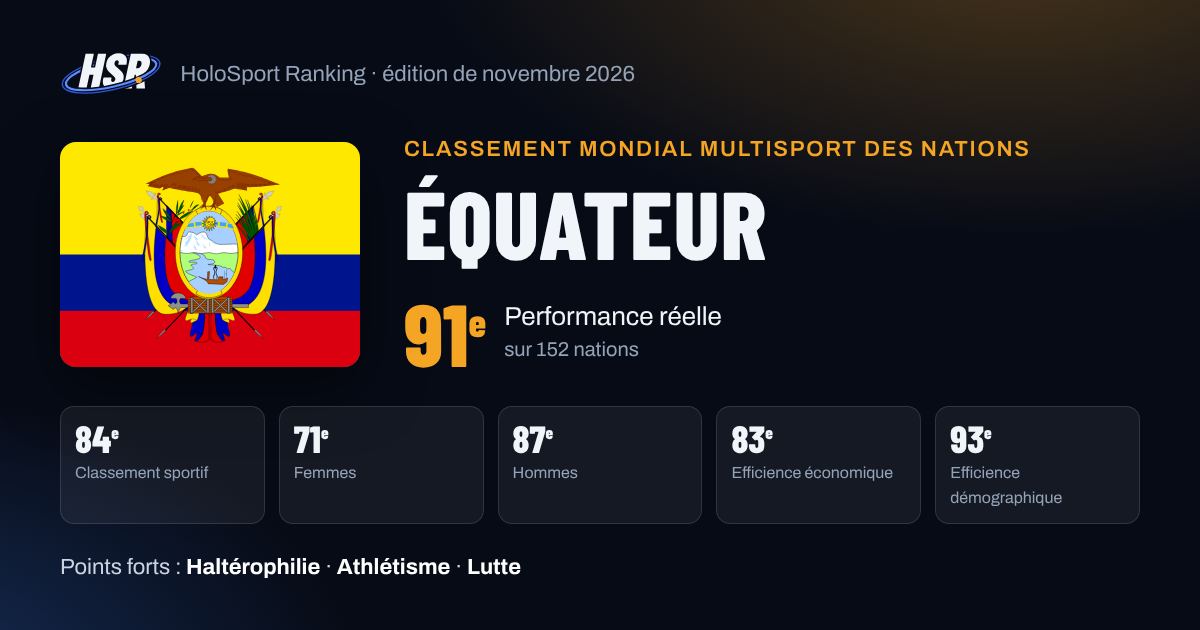 HSR HoloSport Ranking · édition de novembre 2026
CLASSEMENT MONDIAL MULTISPORT DES NATIONS
ÉQUATEUR
91e Performance réelle
sur 152 nations
84e
Classement sportif
71e
Femmes
87e
Hommes
83e
Efficience économique
93e
Efficience
démographique
Points forts : Haltérophilie · Athlétisme · Lutte